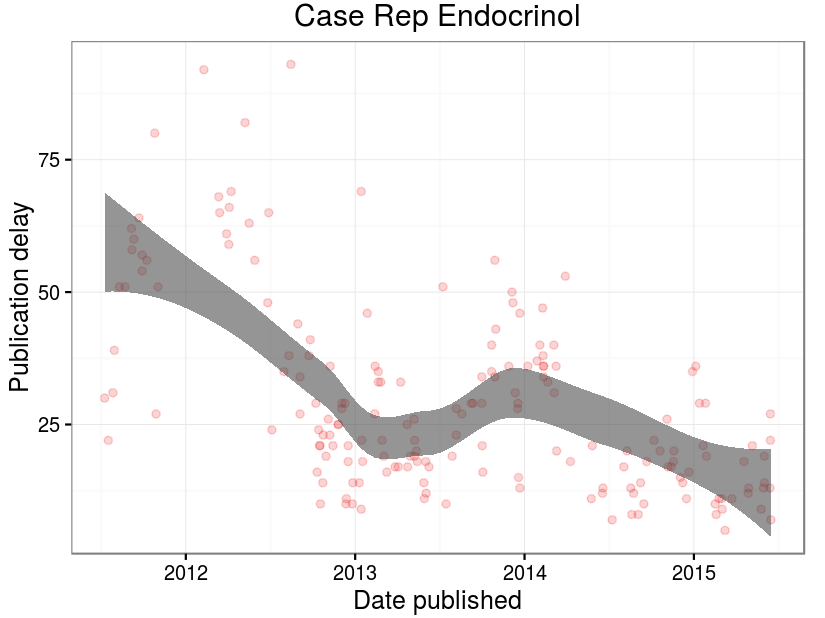 Case Rep Endocrinol
Publication delay
75
50
25
2012 2013 2014 2015
Date published